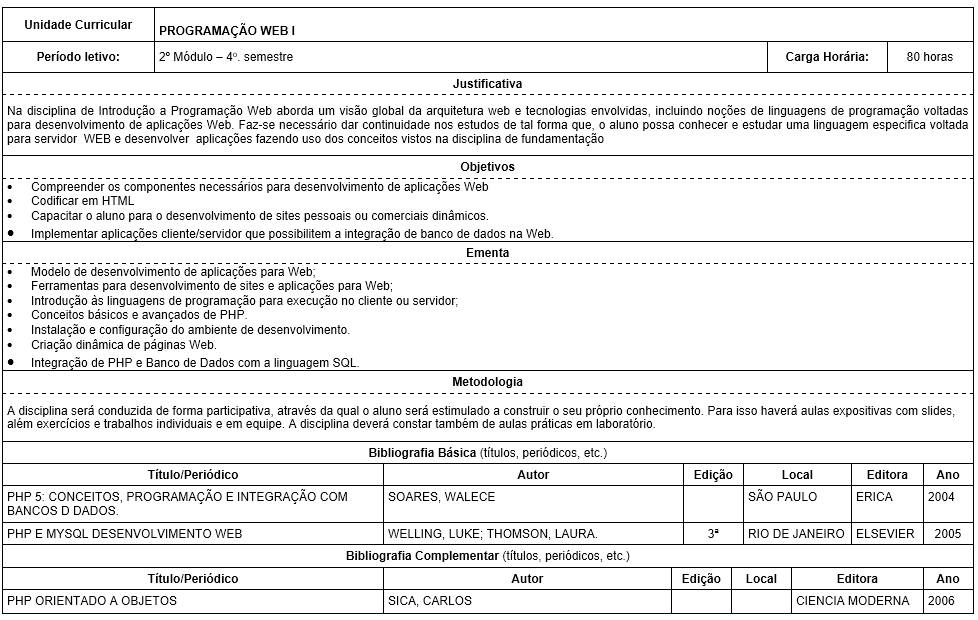 Unidade Curricular PROGRAMAÇÃO WEB I
Período letivo: 2º Módulo – 4º. semestre Carga Horária: 80 horas
Justificativa
Na disciplina de Introdução a Programação Web aborda um visão global da arquitetura web e tecnologias envolvidas, incluindo noções de linguagens de programação voltadas
para desenvolvimento de aplicações Web. Faz-se necessário dar continuidade nos estudos de tal forma que, o aluno possa conhecer e estudar uma linguagem especifica voltada
para servidor WEB e desenvolver aplicações fazendo uso dos conceitos vistos na disciplina de fundamentação
Objetivos
• Compreender os componentes necessários para desenvolvimento de aplicações Web
• Codificar em HTML
• Capacitar o aluno para o desenvolvimento de sites pessoais ou comerciais dinâmicos.
• Implementar aplicações cliente/servidor que possibilitem a integração de banco de dados na Web.
Ementa
• Modelo de desenvolvimento de aplicações para Web;
• Ferramentas para desenvolvimento de sites e aplicações para Web;
• Introdução às linguagens de programação para execução no cliente ou servidor;
• Conceitos básicos e avançados de PHP.
• Instalação e configuração do ambiente de desenvolvimento.
• Criação dinâmica de páginas Web.
• Integração de PHP e Banco de Dados com a linguagem SQL.
Metodologia
A disciplina será conduzida de forma participativa, através da qual o aluno será estimulado a construir o seu próprio conhecimento. Para isso haverá aulas expositivas com slides,
além exercícios e trabalhos individuais e em equipe. A disciplina deverá constar também de aulas práticas em laboratório.
Bibliografia Básica (títulos, periódicos, etc.)
Título/Periódico Autor Edição Local Editora Ano
PHP 5: CONCEITOS, PROGRAMAÇÃO E INTEGRAÇÃO COM SOARES, WALECE SÃO PAULO ERICA 2004
BANCOS D DADOS.
PHP E MYSQL DESENVOLVIMENTO WEB WELLING, LUKE; THOMSON, LAURA. 3ª RIO DE JANEIRO ELSEVIER 2005
Bibliografia Complementar (títulos, periódicos, etc.)
Título/Periódico Autor Edição Local Editora Ano
PHP ORIENTADO A OBJETOS SICA, CARLOS CIENCIA MODERNA 2006